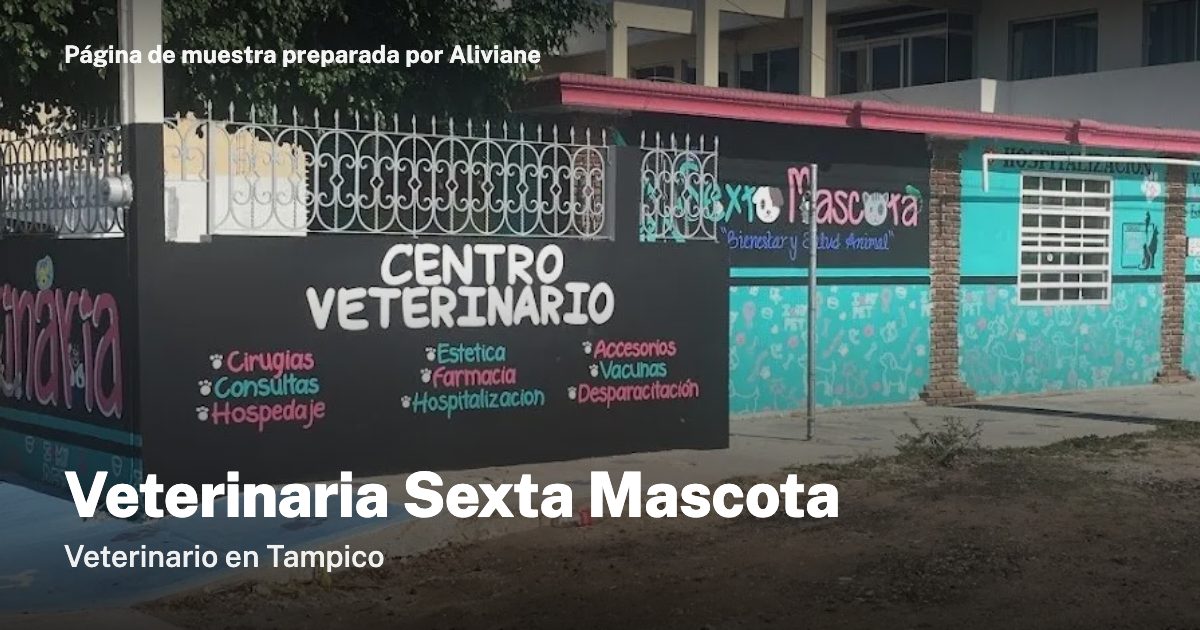 Página de muestra preparada por Aliviane
HOSPITALIZACIÓN
Sexta Mascota
"Bienestar y Salud Animal"
CENTRO
VETERINARIO
Cirugias
Consultas
Hospedaje
Estetica
Farmacia
Hospitalizacion
Accesorios
Vacunas
Desparacitación
Veterinaria Sexta Mascota
Veterinario en Tampico